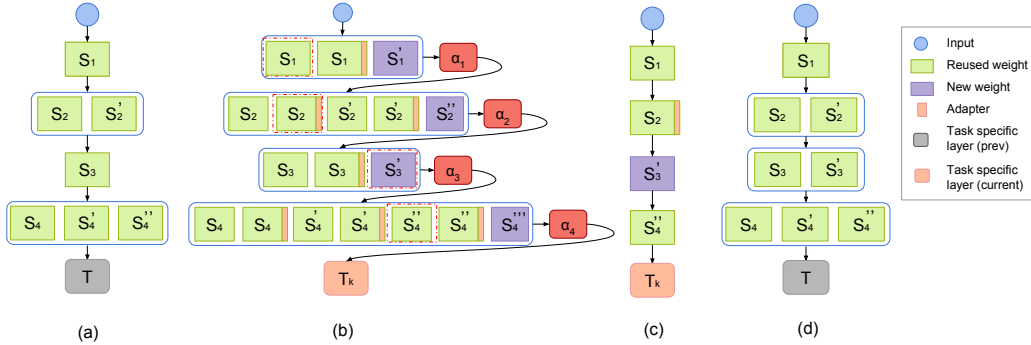 S1
S2 S2'
S3
S4 S4' S4''
T
(a)
S1 S1 S1' α1
S2 S2 S2' S2' S2'' α2
S3 S3 S3' α3
S4 S4 S4' S4' S4'' S4'' S4''' α4
Tk
(b)
S1
S2
S3'
S4''
Tk
(c)
S1
S2 S2'
S3 S3'
S4 S4' S4''
T
(d)
Input
Reused weight
New weight
Adapter
Task specific
layer (prev)
Task specific
layer (current)